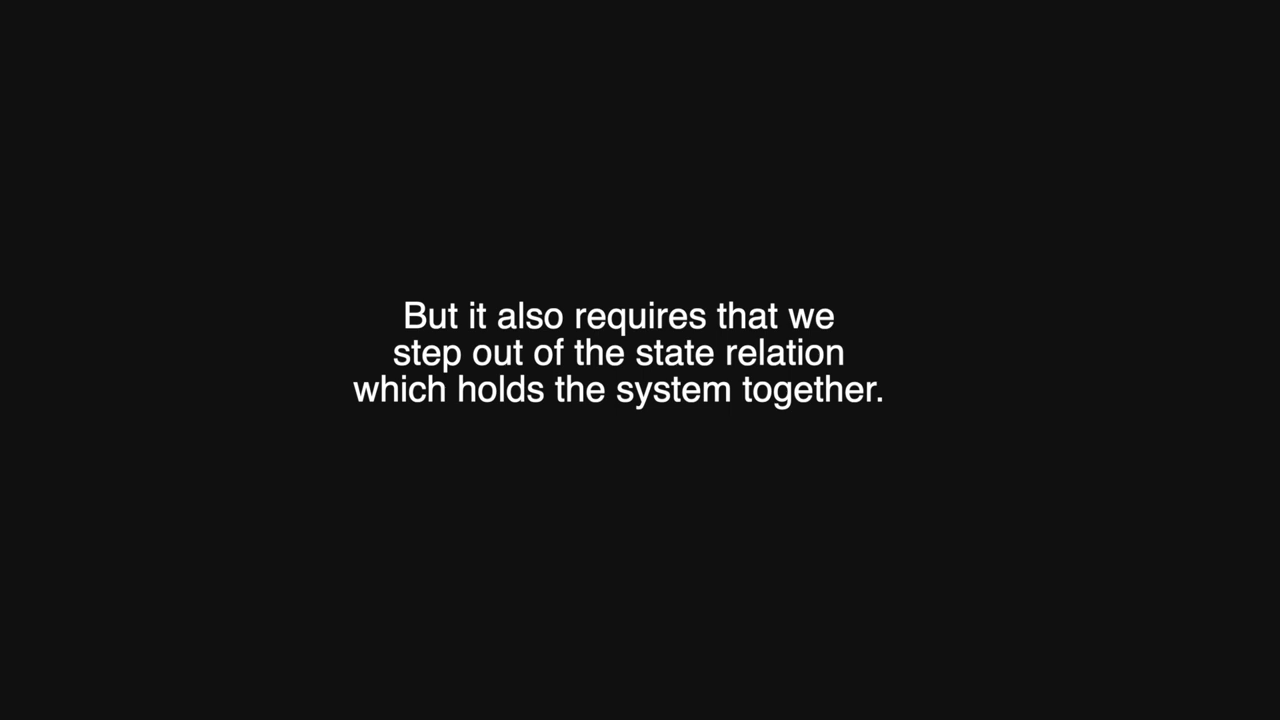 But it also requires that we
step out of the state relation
which holds the system together.